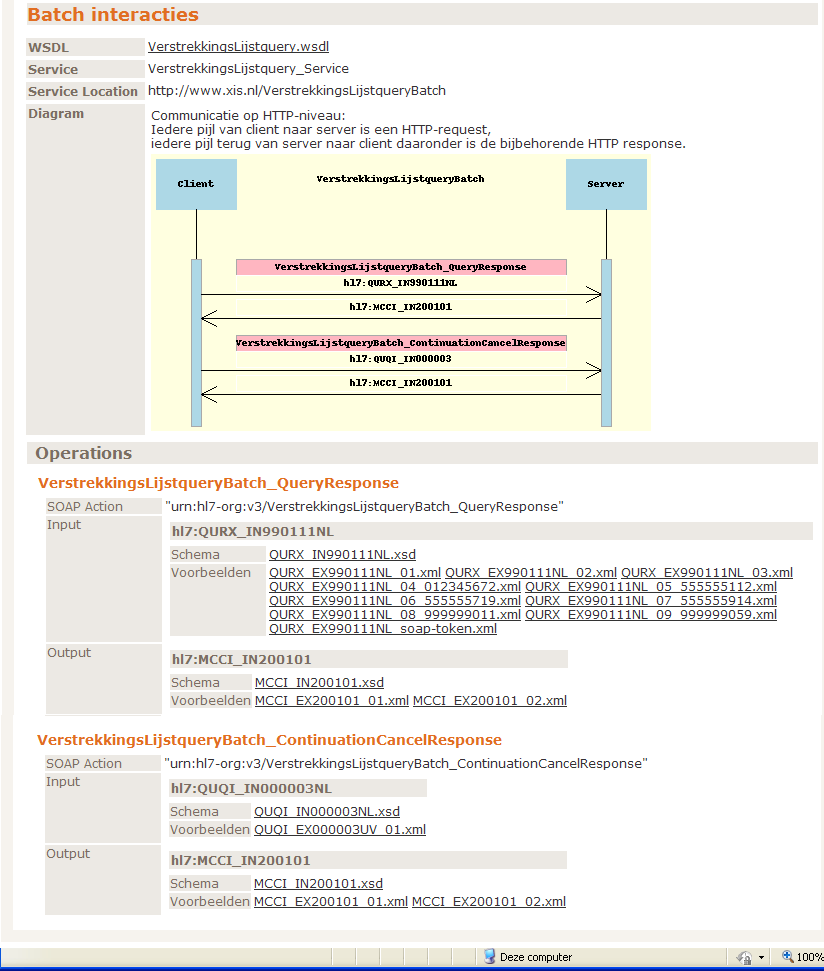 Batch interacties
WSDL VerstrekkingsLijstquery.wsdl
Service VerstrekkingsLijstquery_Service
Service Location http://www.xis.nl/VerstrekkingsLijstqueryBatch
Diagram Communicatie op HTTP-niveau:
Iedere pijl van client naar server is een HTTP-request,
iedere pijl terug van server naar client daaronder is de bijbehorende HTTP response.
Client VerstrekkingsLijstqueryBatch Server
VerstrekkingsLijstqueryBatch_QueryResponse
hl7:QURX_IN990111NL
hl7:MCCI_IN200101
VerstrekkingsLijstqueryBatch_ContinuationCancelResponse
hl7:QUQI_IN000003
hl7:MCCI_IN200101
Operations
VerstrekkingsLijstqueryBatch_QueryResponse
SOAP Action "urn:hl7-org:v3/VerstrekkingsLijstqueryBatch_QueryResponse"
Input
hl7:QURX_IN990111NL
Schema QURX_IN990111NL.xsd
Voorbeelden QURX_EX990111NL_01.xml QURX_EX990111NL_02.xml QURX_EX990111NL_03.xml
QURX_EX990111NL_04_012345672.xml QURX_EX990111NL_05_555555112.xml
QURX_EX990111NL_06_555555719.xml QURX_EX990111NL_07_555555914.xml
QURX_EX990111NL_08_999999011.xml QURX_EX990111NL_09_999999059.xml
QURX_EX990111NL_soap-token.xml
Output
hl7:MCCI_IN200101
Schema MCCI_IN200101.xsd
Voorbeelden MCCI_EX200101_01.xml MCCI_EX200101_02.xml
VerstrekkingsLijstqueryBatch_ContinuationCancelResponse
SOAP Action "urn:hl7-org:v3/VerstrekkingsLijstqueryBatch_ContinuationCancelResponse"
Input
hl7:QUQI_IN000003NL
Schema QUQI_IN000003NL.xsd
Voorbeelden QUQI_EX000003UV_01.xml
Output
hl7:MCCI_IN200101
Schema MCCI_IN200101.xsd
Voorbeelden MCCI_EX200101_01.xml MCCI_EX200101_02.xml
Deze computer 100%